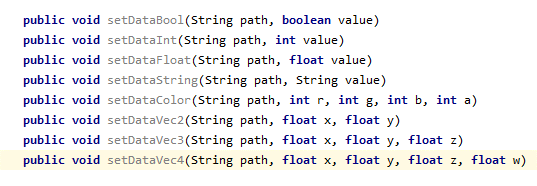 public void setDataBool(String path, boolean value)
public void setDataInt(String path, int value)
public void setDataFloat(String path, float value)
public void setDataString(String path, String value)
public void setDataColor(String path, int r, int g, int b, int a)
public void setDataVec2(String path, float x, float y)
public void setDataVec3(String path, float x, float y, float z)
public void setDataVec4(String path, float x, float y, float z, float w)